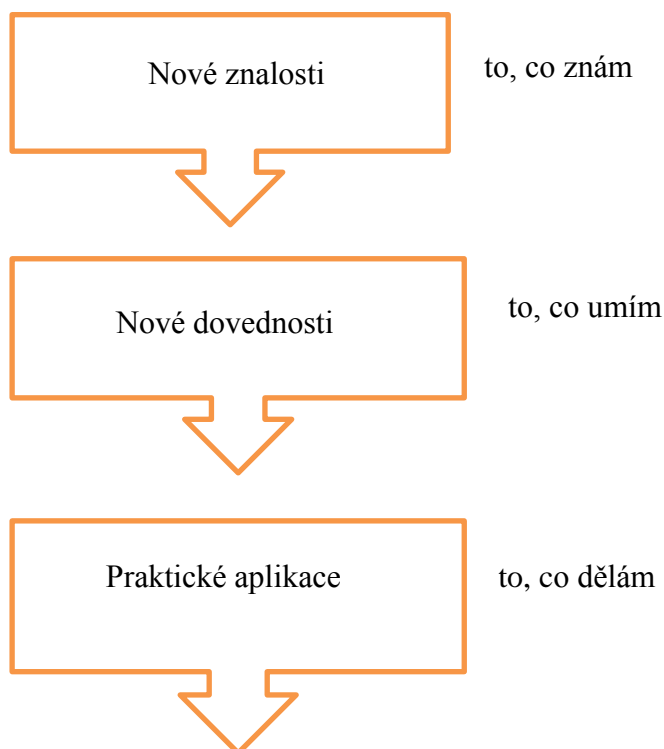 Nové znalosti
to, co znám
Nové dovednosti
to, co umím
Praktické aplikace
to, co dělám